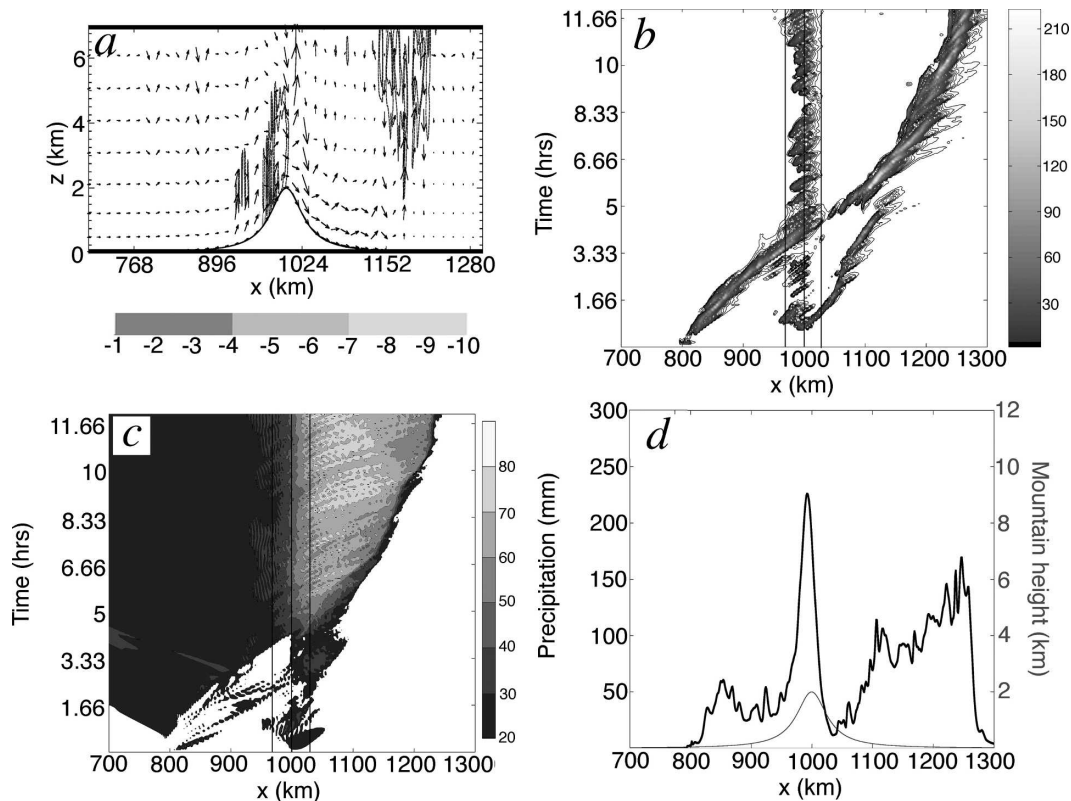 a
6
4
2
0
z (km)
768 896 1024 1152 1280
x (km)
-1 -2 -3 -4 -5 -6 -7 -8 -9 -10
b
11.66
10
8.33
6.66
5
3.33
1.66
Time (hrs)
700 800 900 1000 1100 1200 1300
x (km)
210
180
150
120
90
60
30
c
11.66
10
8.33
6.66
5
3.33
1.66
Time (hrs)
700 800 900 1000 1100 1200 1300
x (km)
80
70
60
50
40
30
20
d
300
250
200
150
100
50
Precipitation (mm)
700 800 900 1000 1100 1200 1300
x (km)
12
10
8
6
4
2
Mountain height (km)